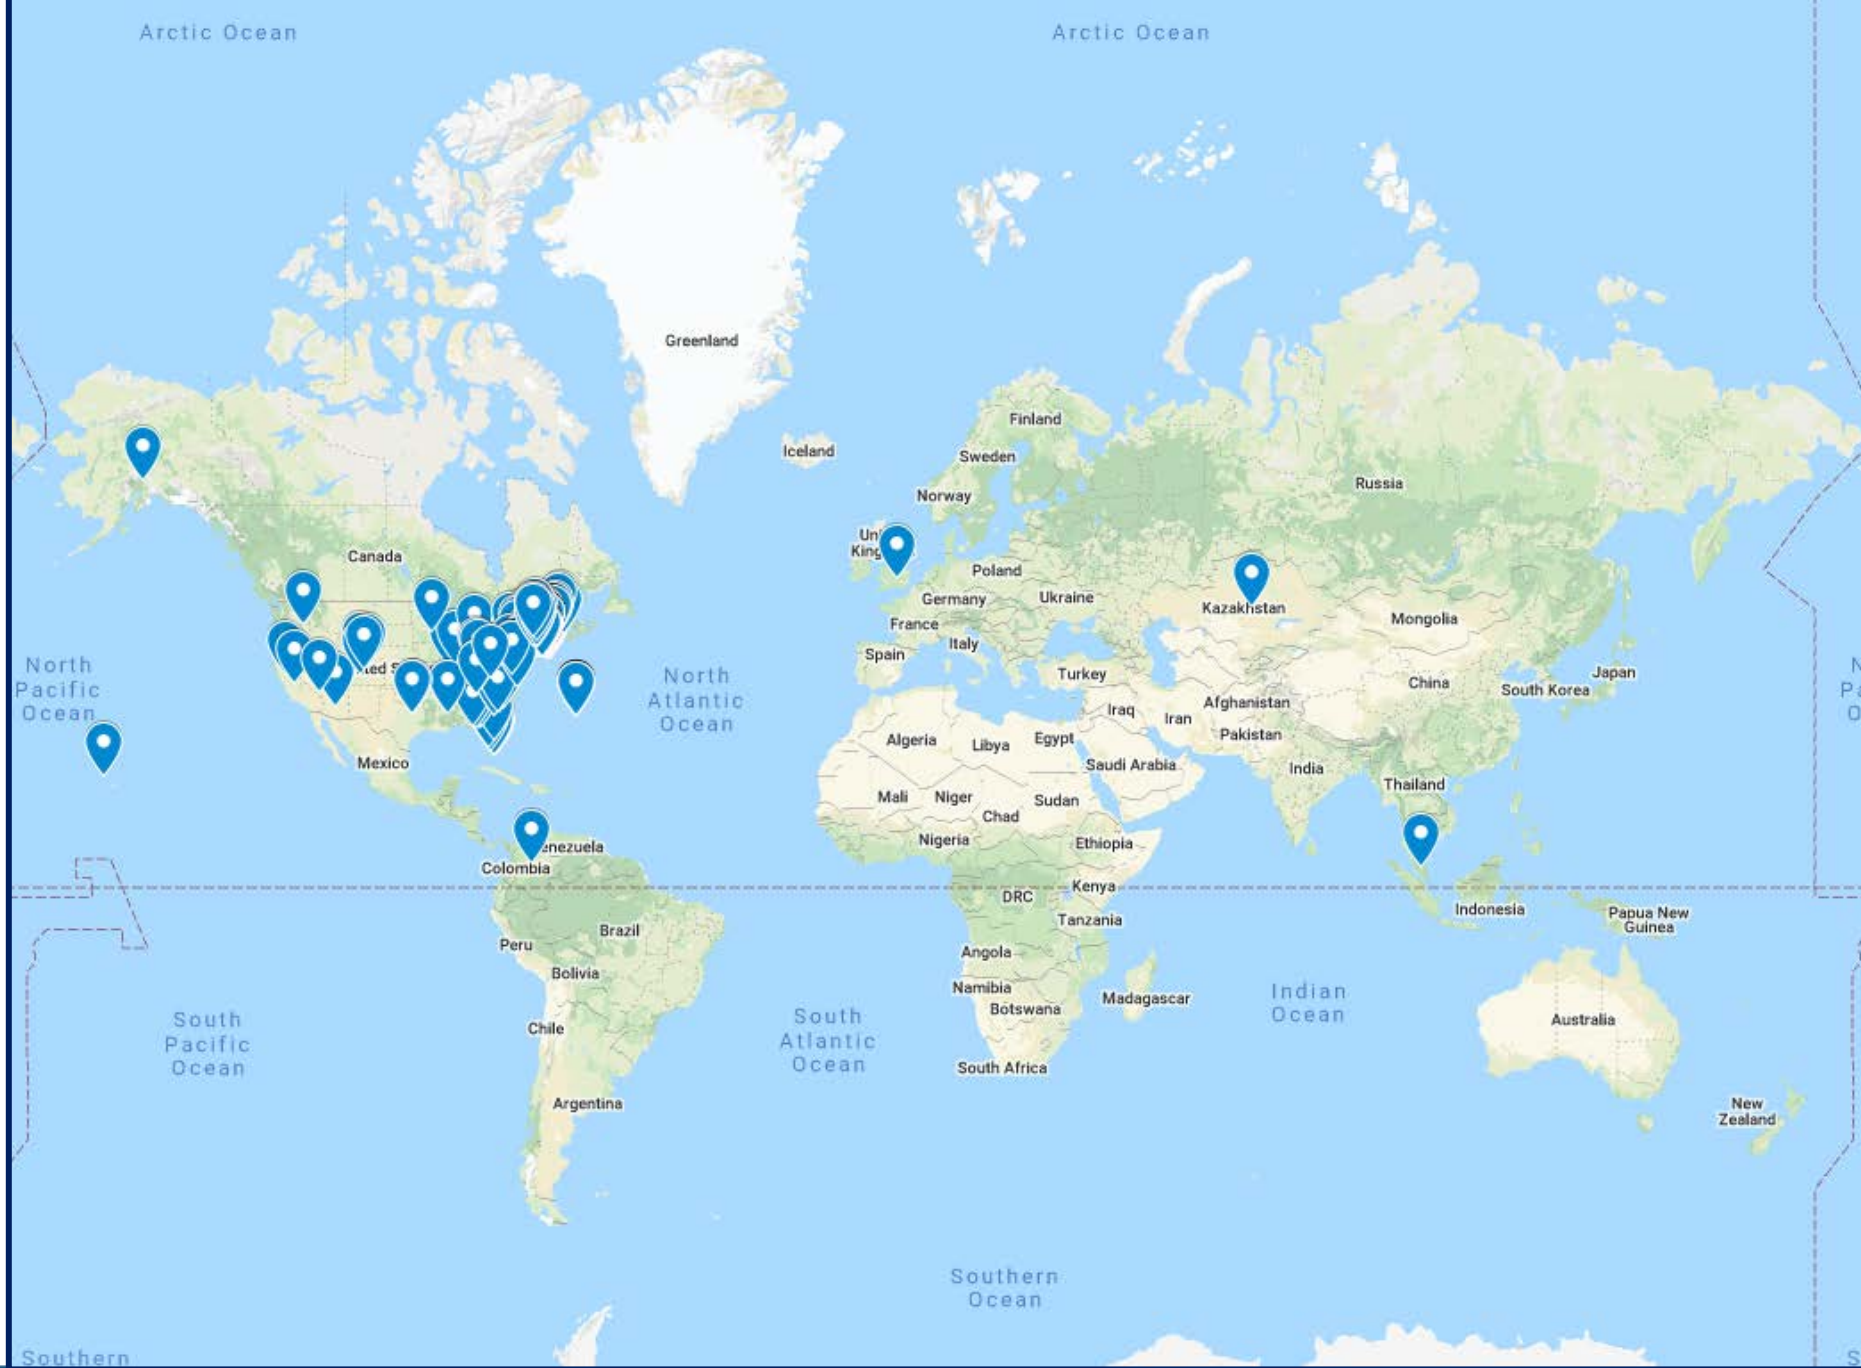 Arctic Ocean
Arctic Ocean
Greenland
Finland
Iceland
Sweden
Russia
Norway
Canada
Poland
Germany
Ukraine
Kazakhstan
Mongolia
France
Italy
Spain
Turkey
Japan
China
South Korea
North
Pacific
Ocean
North
Atlantic
Ocean
Afghanistan
Iraq
Iran
Pakistan
Algeria
Libya
Egypt
Mexico
Saudi Arabia
India
Thailand
Mali
Niger
Sudan
Chad
Nigeria
Ethiopia
enezuela
Colombia
Kenya
DRC
Indonesia
Papua New
Guinea
Tanzania
Brazil
Peru
Angola
Bolivia
Namibia
Madagascar
Botswana
Indian
Ocean
South
Pacific
Ocean
South
Atlantic
Ocean
Australia
Chile
South Africa
Argentina
New
Zealand
Southern
Ocean
Southern